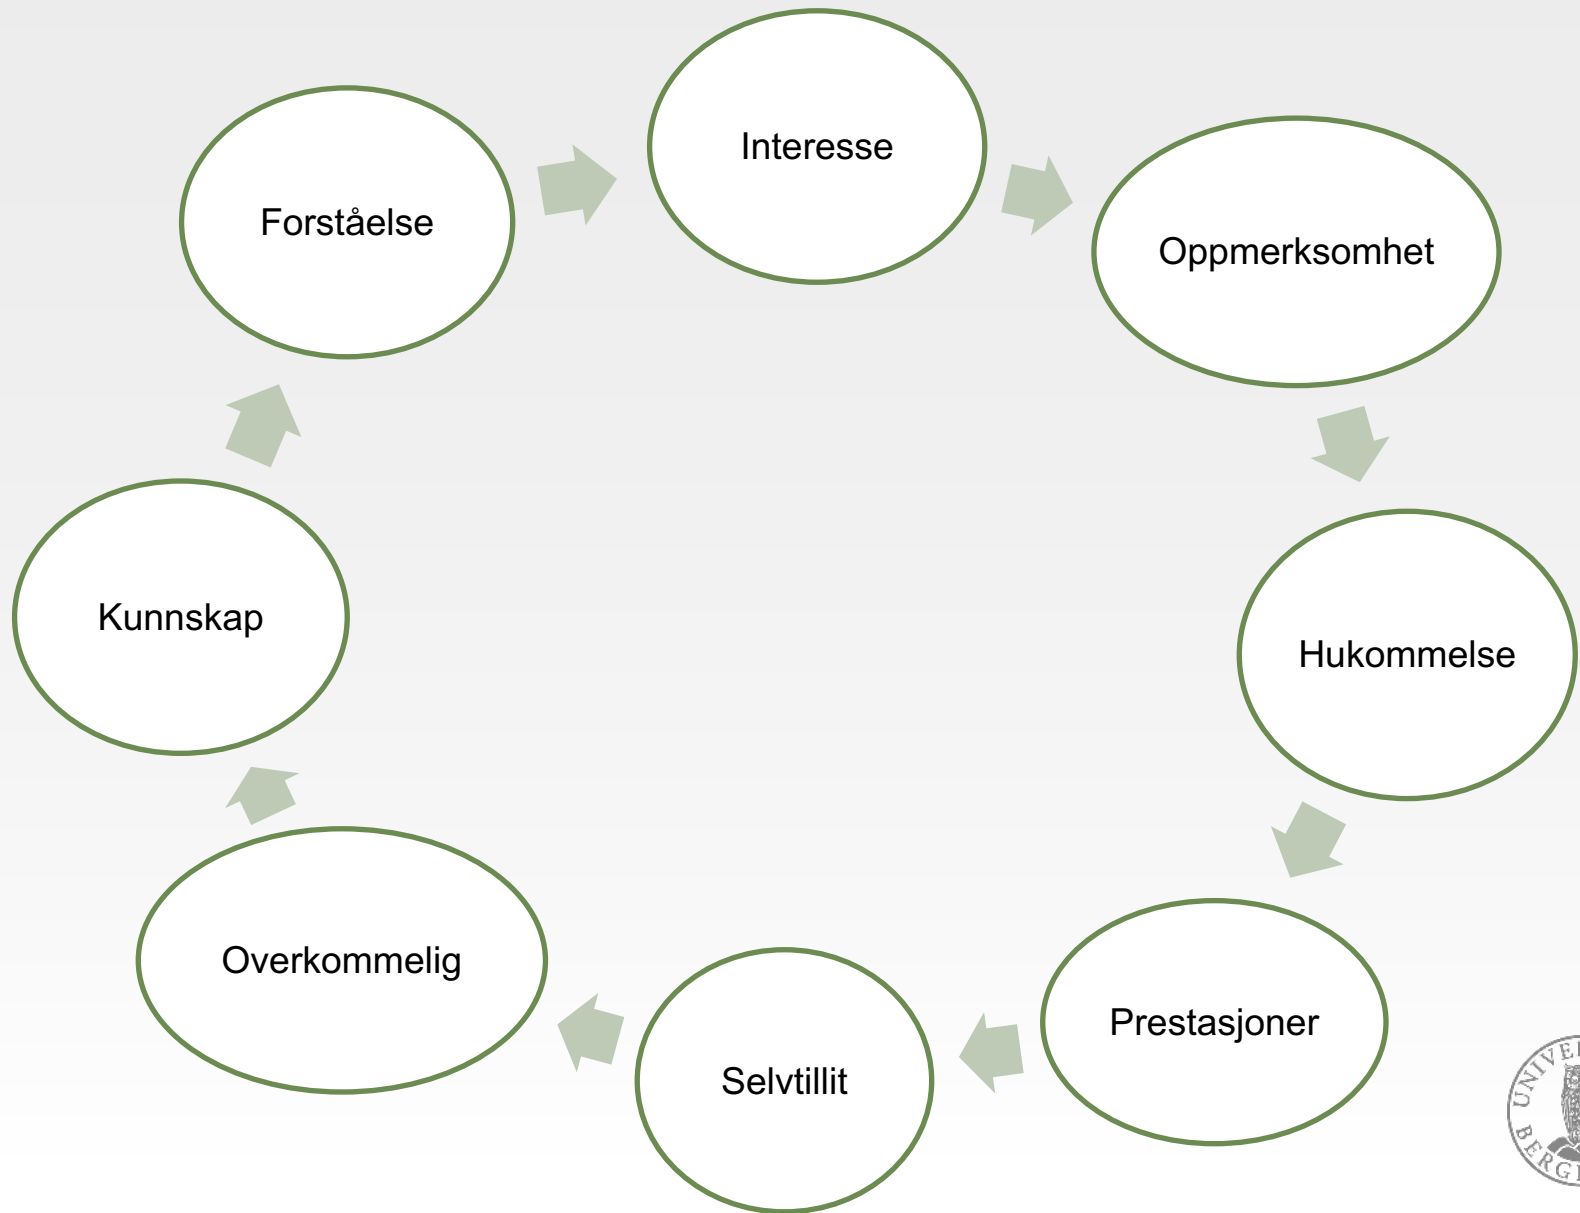 Interesse
Oppmerksomhet
Hukommelse
Prestasjoner
Selvtillit
Overkommelig
Kunnskap
Forståelse